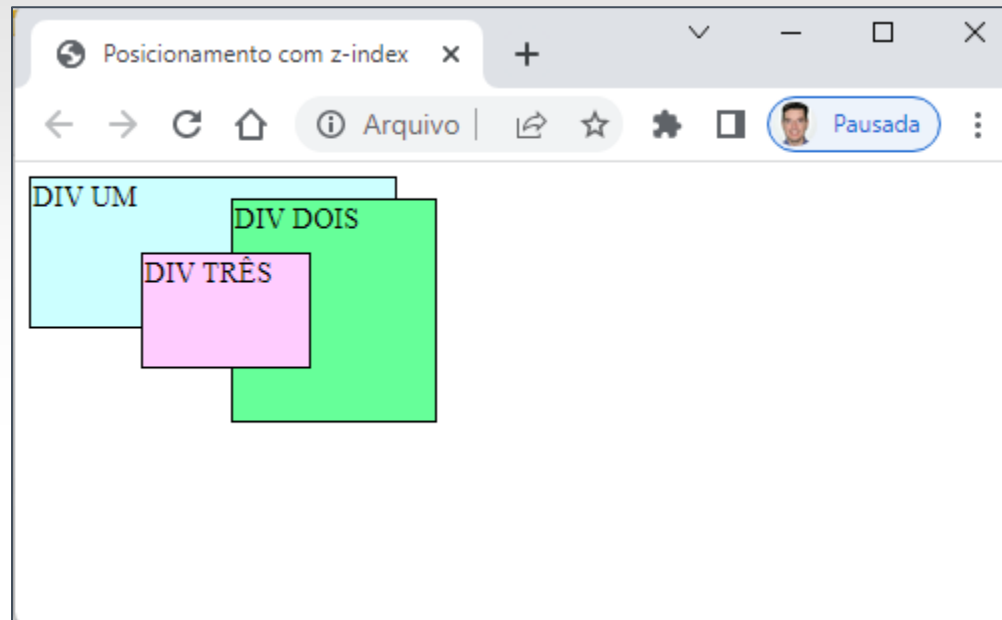 Posicionamento com z-index
Arquivo
Pausada
DIV UM
DIV DOIS
DIV TRÊS